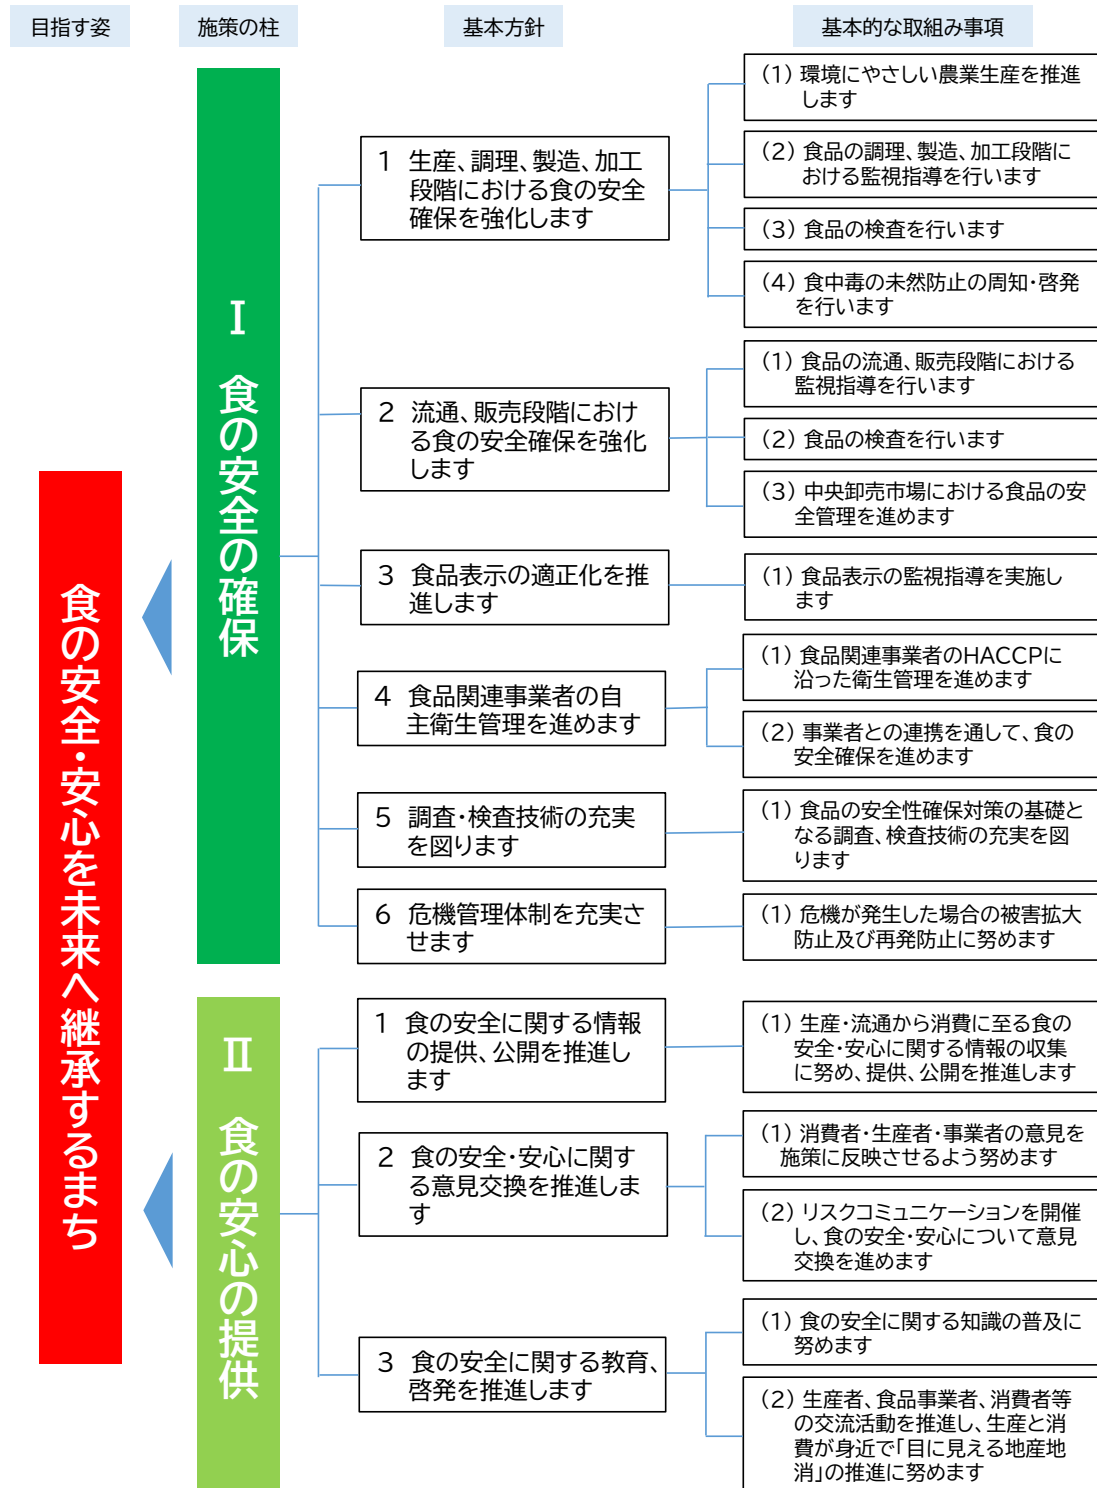 目指す姿
施策の柱
基本方針
基本的な取組み事項
食の安全・安心を未来へ継承するまち
Ⅰ 食の安全の確保
1 生産、調理、製造、加工
段階における食の安全
確保を強化します
(1) 環境にやさしい農業生産を推進
します
(2) 食品の調理、製造、加工段階に
おける監視指導を行います
(3) 食品の検査を行います
(4) 食中毒の未然防止の周知・啓発
を行います
2 流通、販売段階におけ
る食の安全確保を強化
します
(1) 食品の流通、販売段階における
監視指導を行います
(2) 食品の検査を行います
(3) 中央卸売市場における食品の安
全管理を進めます
3 食品表示の適正化を推
進します
(1) 食品表示の監視指導を実施し
ます
4 食品関連事業者の自
主衛生管理を進めます
(1) 食品関連事業者のHACCPに
沿った衛生管理を進めます
(2) 事業者との連携を通して、食の
安全確保を進めます
5 調査・検査技術の充実
を図ります
(1) 食品の安全性確保対策の基礎と
なる調査、検査技術の充実を図
ります
6 危機管理体制を充実さ
せます
(1) 危機が発生した場合の被害拡大
防止及び再発防止に努めます
Ⅱ 食の安心の提供
1 食の安全に関する情報
の提供、公開を推進し
ます
(1) 生産・流通から消費に至る食の
安全・安心に関する情報の収集
に努め、提供、公開を推進します
2 食の安全・安心に関す
る意見交換を推進しま
す
(1) 消費者・生産者・事業者の意見を
施策に反映させるよう努めます
(2) リスクコミュニケーションを開催
し、食の安全・安心について意見
交換を進めます
3 食の安全に関する教育、
啓発を推進します
(1) 食の安全に関する知識の普及に
努めます
(2) 生産者、食品事業者、消費者等
の交流活動を推進し、生産と消
費が身近で「目に見える地産地
消」の推進に努めます